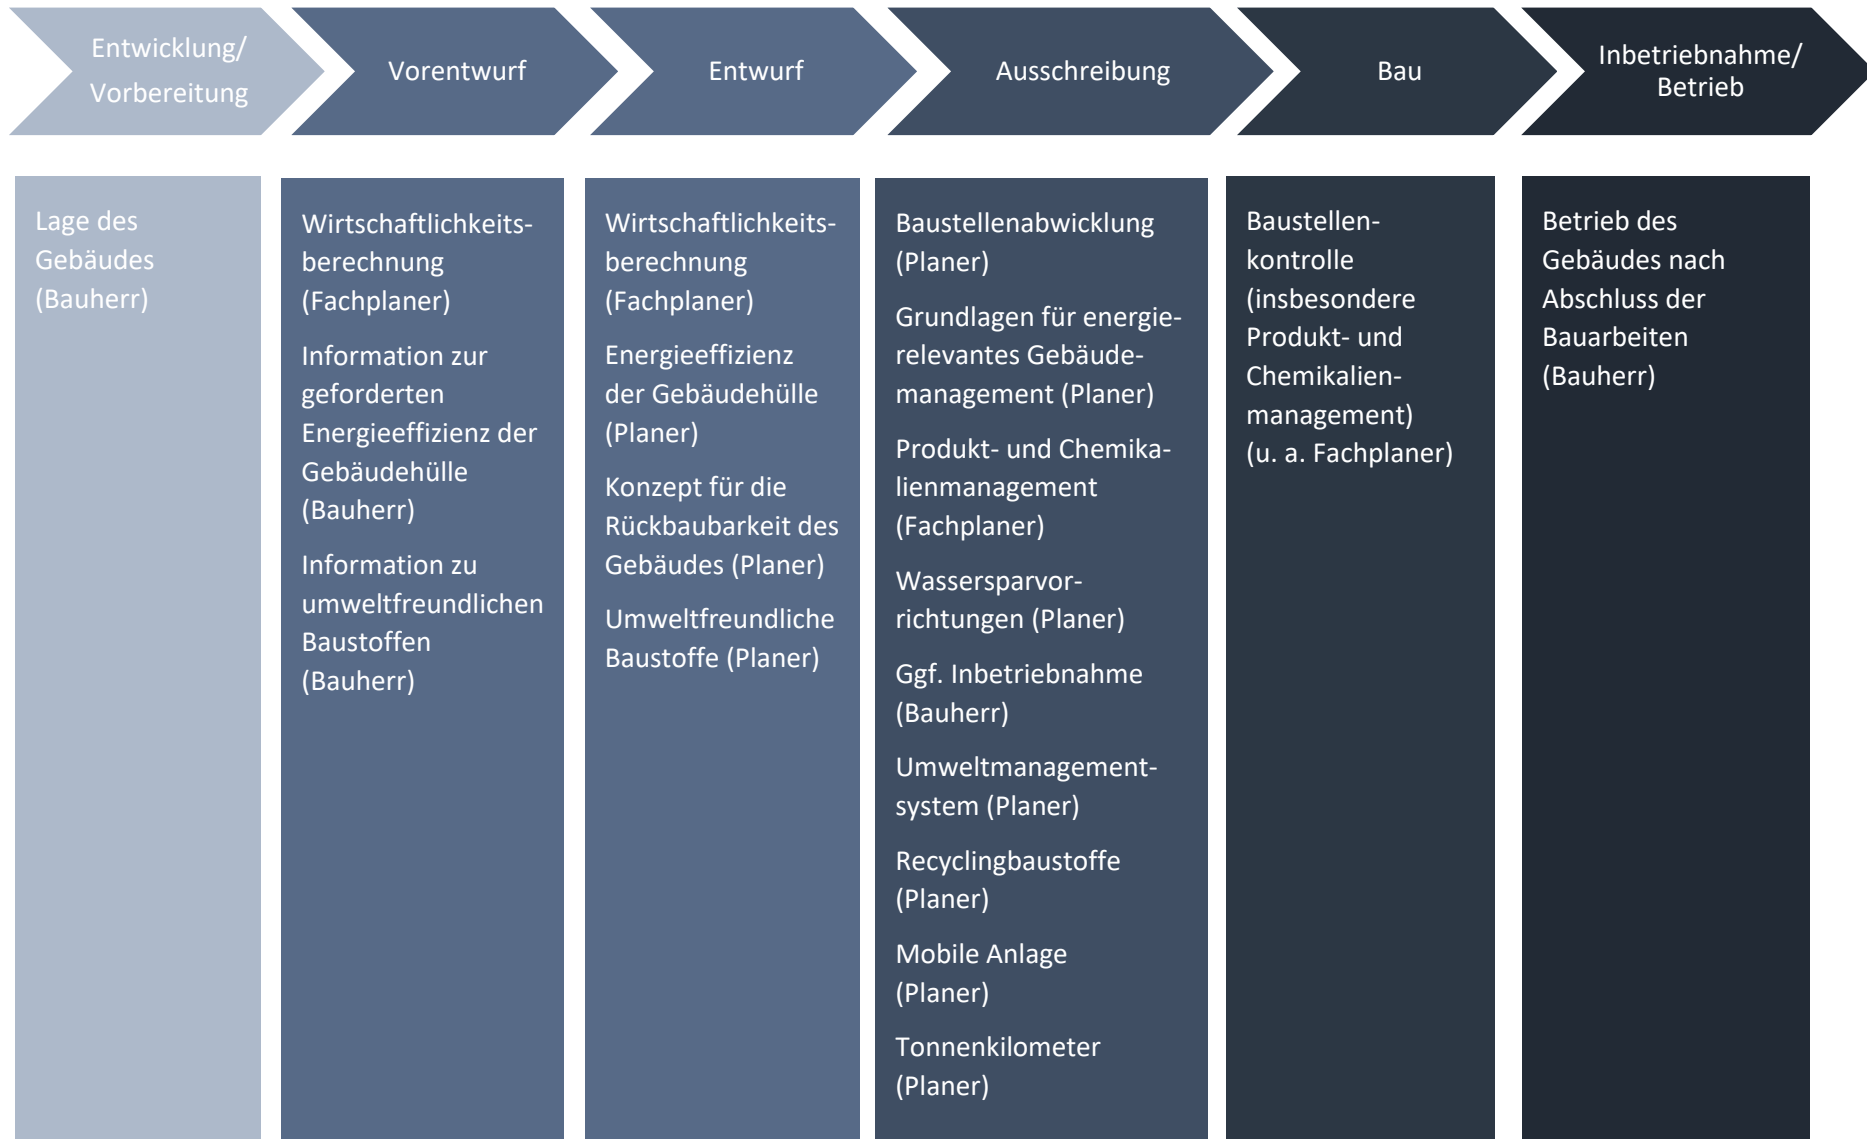 Entwicklung/
Vorbereitung
Vorentwurf
Entwurf
Ausschreibung
Bau
Inbetriebnahme/
Betrieb
Lage des
Gebäudes
(Bauherr)
Wirtschaftlichkeits-
berechnung
(Fachplaner)
Information zur
geforderten
Energieeffizienz der
Gebäudehülle
(Bauherr)
Information zu
umweltfreundlichen
Baustoffen
(Bauherr)
Wirtschaftlichkeits-
berechnung
(Fachplaner)
Energieeffizienz
der Gebäudehülle
(Planer)
Konzept für die
Rückbaubarkeit des
Gebäudes (Planer)
Umweltfreundliche
Baustoffe (Planer)
Baustellenabwicklung
(Planer)
Grundlagen für energie-
relevantes Gebäude-
management (Planer)
Produkt- und Chemika-
lienmanagement
(Fachplaner)
Wassersparvor-
richtungen (Planer)
Ggf. Inbetriebnahme
(Bauherr)
Umweltmanagement-
system (Planer)
Recyclingbaustoffe
(Planer)
Mobile Anlage
(Planer)
Tonnenkilometer
(Planer)
Baustellen-
kontrolle
(insbesondere
Produkt- und
Chemikalien-
management)
(u. a. Fachplaner)
Betrieb des
Gebäudes nach
Abschluss der
Bauarbeiten
(Bauherr)